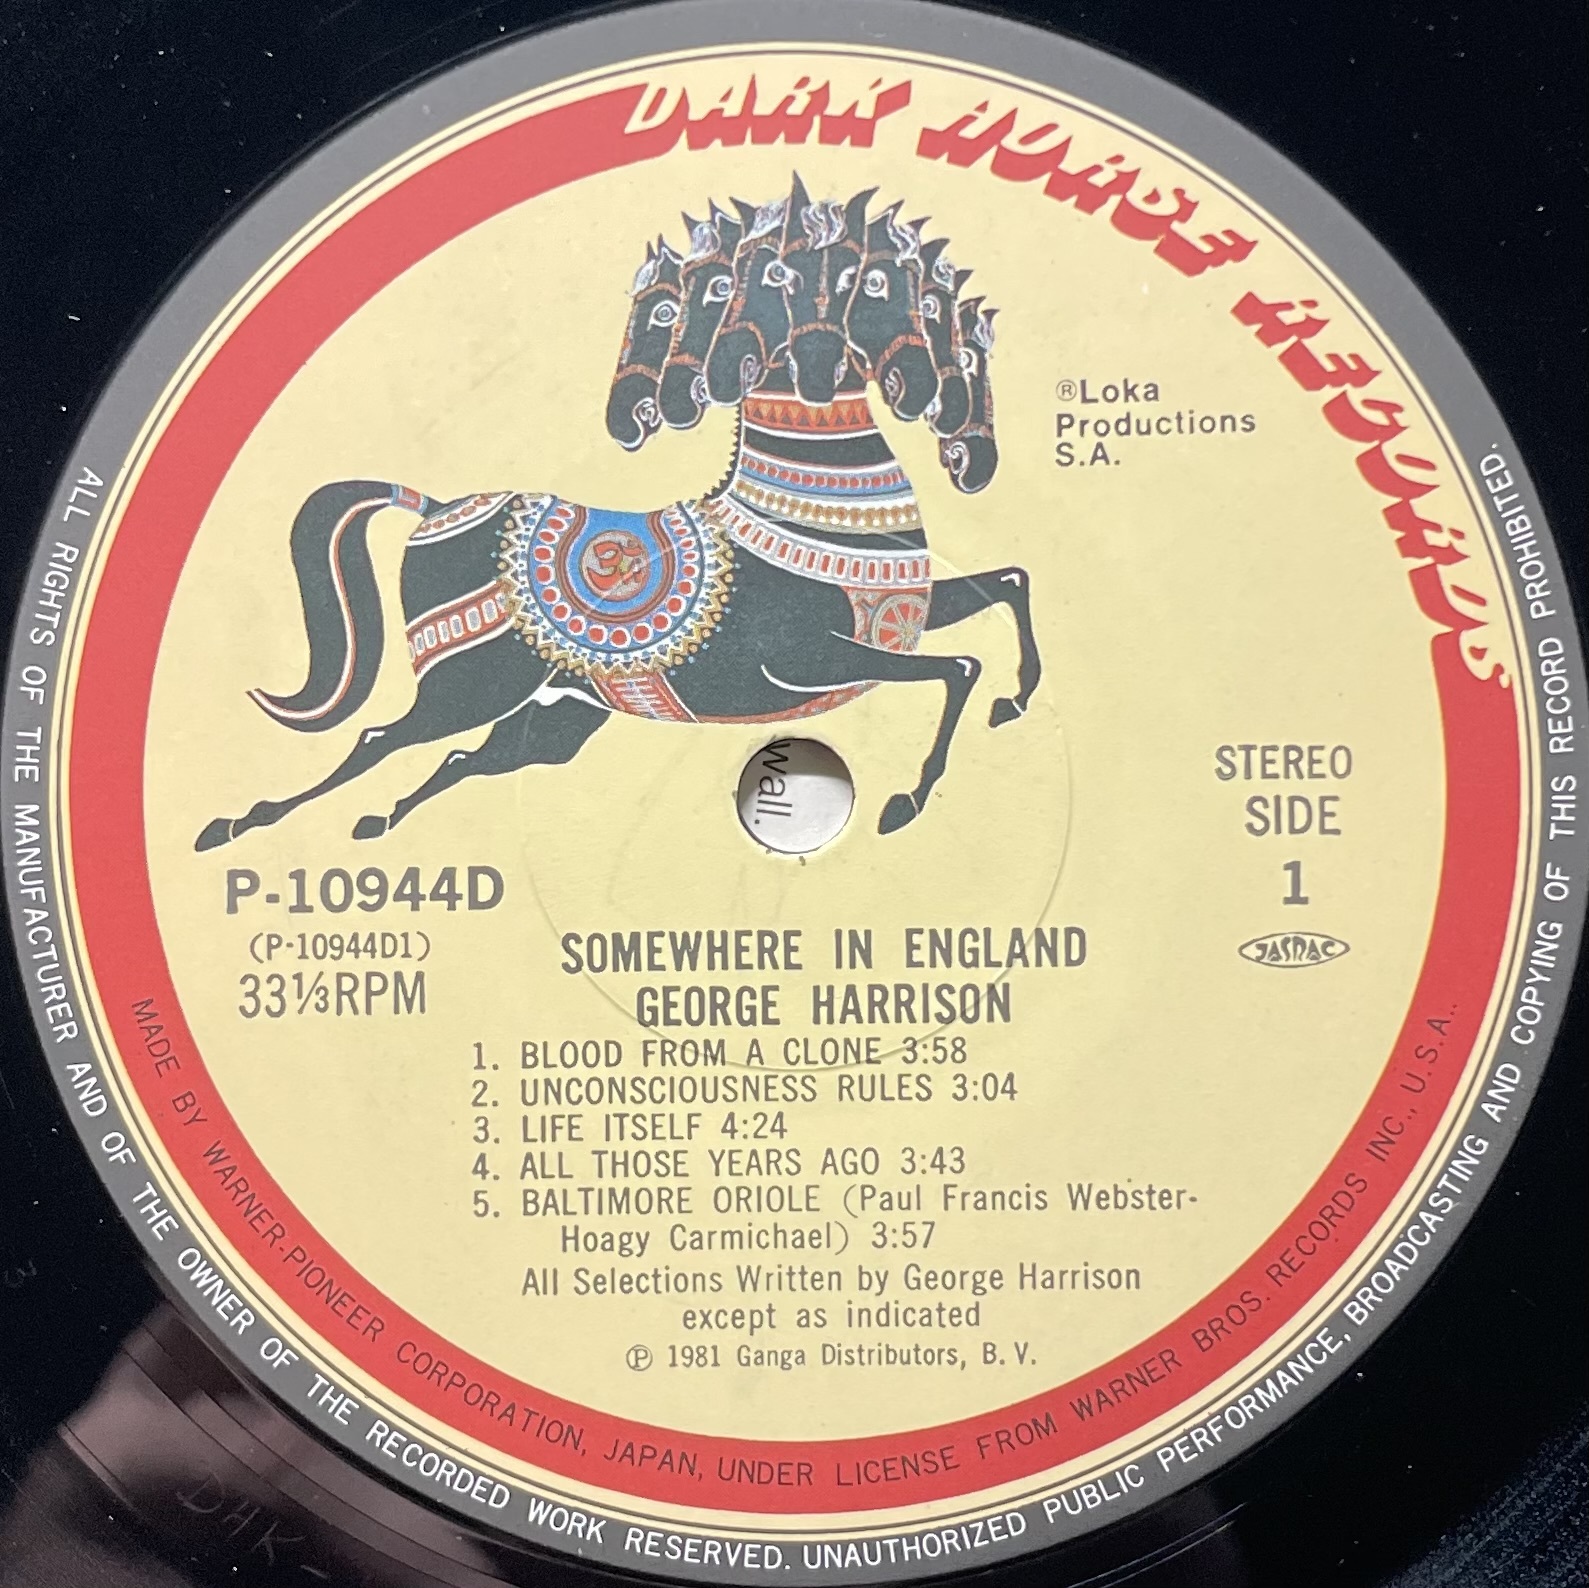 DARK HORSE RECORDS
®Loka
Productions
S.A.
STEREO
SIDE
1
JASRAC
wall.
P-10944D
(P-10944D1)
33⅓RPM
SOMEWHERE IN ENGLAND
GEORGE HARRISON
1. BLOOD FROM A CLONE 3:58
2. UNCONSCIOUSNESS RULES 3:04
3. LIFE ITSELF 4:24
4. ALL THOSE YEARS AGO 3:43
5. BALTIMORE ORIOLE (Paul Francis Webster-
Hoagy Carmichael) 3:57
All Selections Written by George Harrison
except as indicated
℗ 1981 Ganga Distributors, B. V.
MADE BY WARNER-PIONEER CORPORATION, JAPAN, UNDER LICENSE FROM WARNER BROS. RECORDS INC., U.S.A..
ALL RIGHTS OF THE MANUFACTURER AND OF THE OWNER OF THE RECORDED WORK RESERVED. UNAUTHORIZED PUBLIC PERFORMANCE, BROADCASTING AND COPYING OF THIS RECORD PROHIBITED.